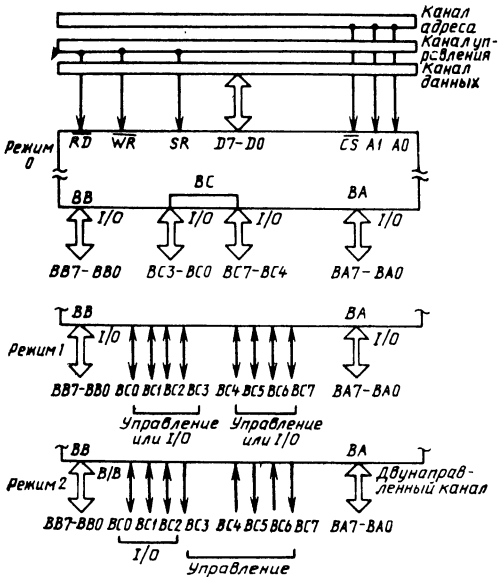 Канал
адреса
Канал уп-
рсвления
Канал
данных
Режим
0
RD WR SR D7-D0 CS A1 A0
BC
BB BA
I/O I/O I/O I/O
BB7-BB0 BC3-BC0 BC7-BC4 BA7-BA0
BB BA
Режим 1 I/O I/O
BB7-BB0 BC0 BC1 BC2 BC3 BC4 BC5 BC6 BC7 BA7-BA0
Управление Управление
или I/O или I/O
BB BA
Режим 2 B/B Двунаправ-
ленный канал
BB7-BB0 BC0 BC1 BC2 BC3 BC4 BC5 BC6 BC7 BA7-BA0
I/O
Управление